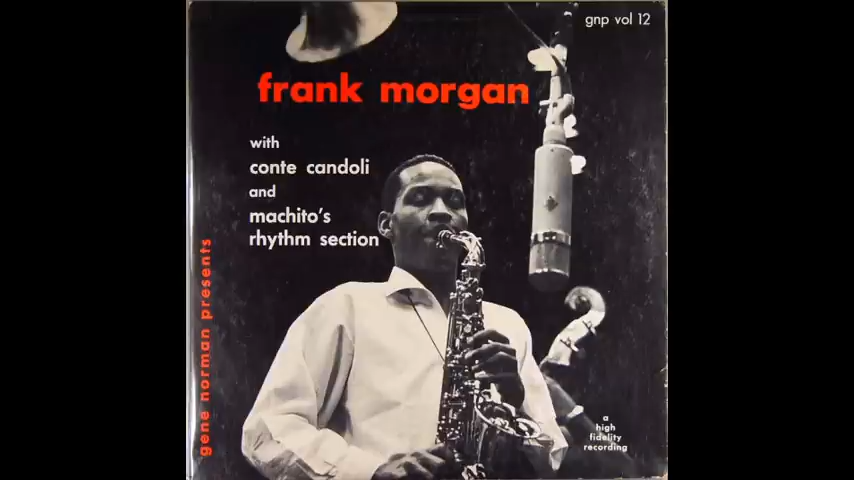 gnp vol 12
frank morgan
with
conte candoli
and
machito's
rhythm section
gene norman presents
a
high
fidelity
recording